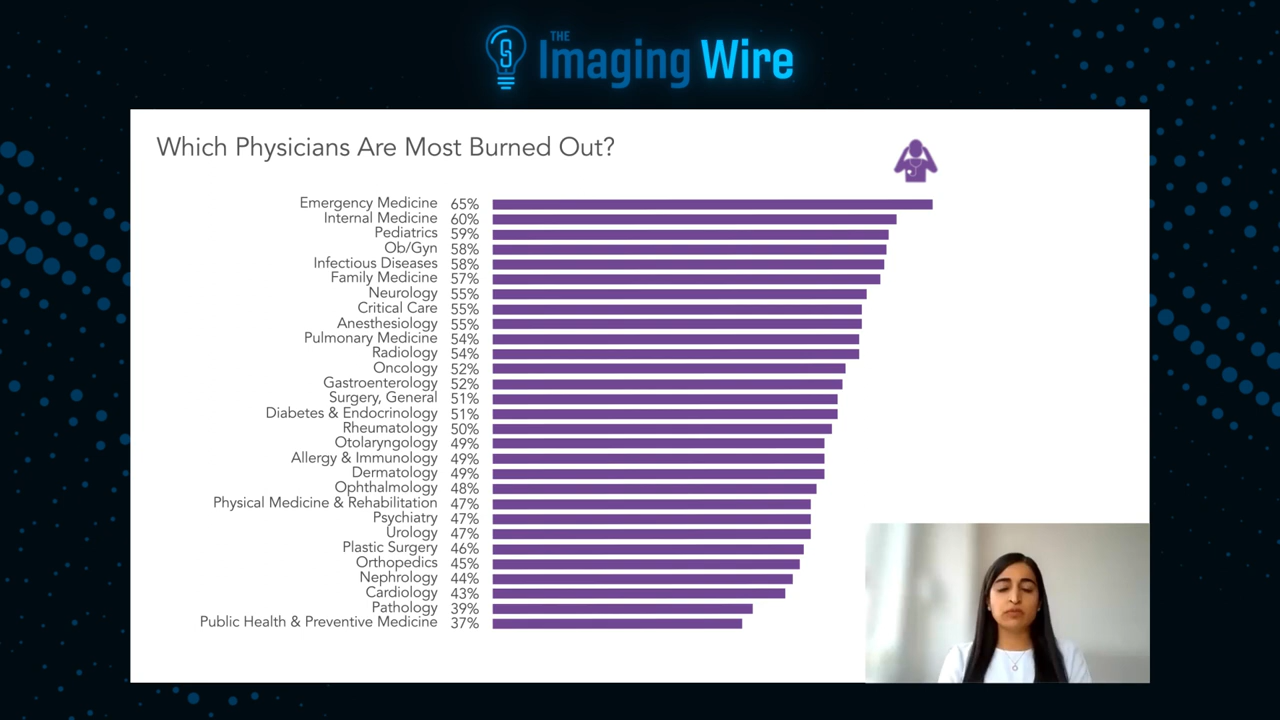 THE
Imaging Wire
Which Physicians Are Most Burned Out?
Emergency Medicine 65%
Internal Medicine 60%
Pediatrics 59%
Ob/Gyn 58%
Infectious Diseases 58%
Family Medicine 57%
Neurology 55%
Critical Care 55%
Anesthesiology 55%
Pulmonary Medicine 54%
Radiology 54%
Oncology 52%
Gastroenterology 52%
Surgery, General 51%
Diabetes & Endocrinology 51%
Rheumatology 50%
Otolaryngology 49%
Allergy & Immunology 49%
Dermatology 49%
Ophthalmology 48%
Physical Medicine & Rehabilitation 47%
Psychiatry 47%
Urology 47%
Plastic Surgery 46%
Orthopedics 45%
Nephrology 44%
Cardiology 43%
Pathology 39%
Public Health & Preventive Medicine 37%